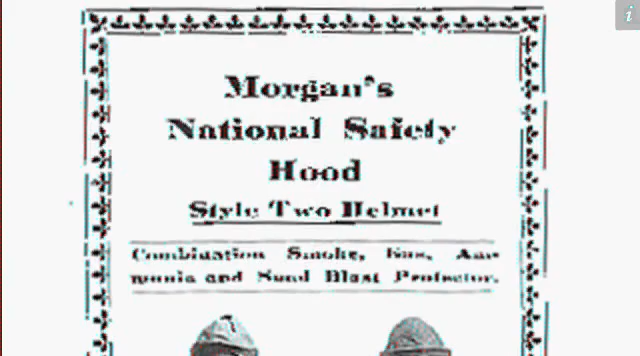 Morgan's
National Safety
Hood
Style Two Helmet
Combination Smoke, Gas, Am-
monia and Sand Blast Protector.
i